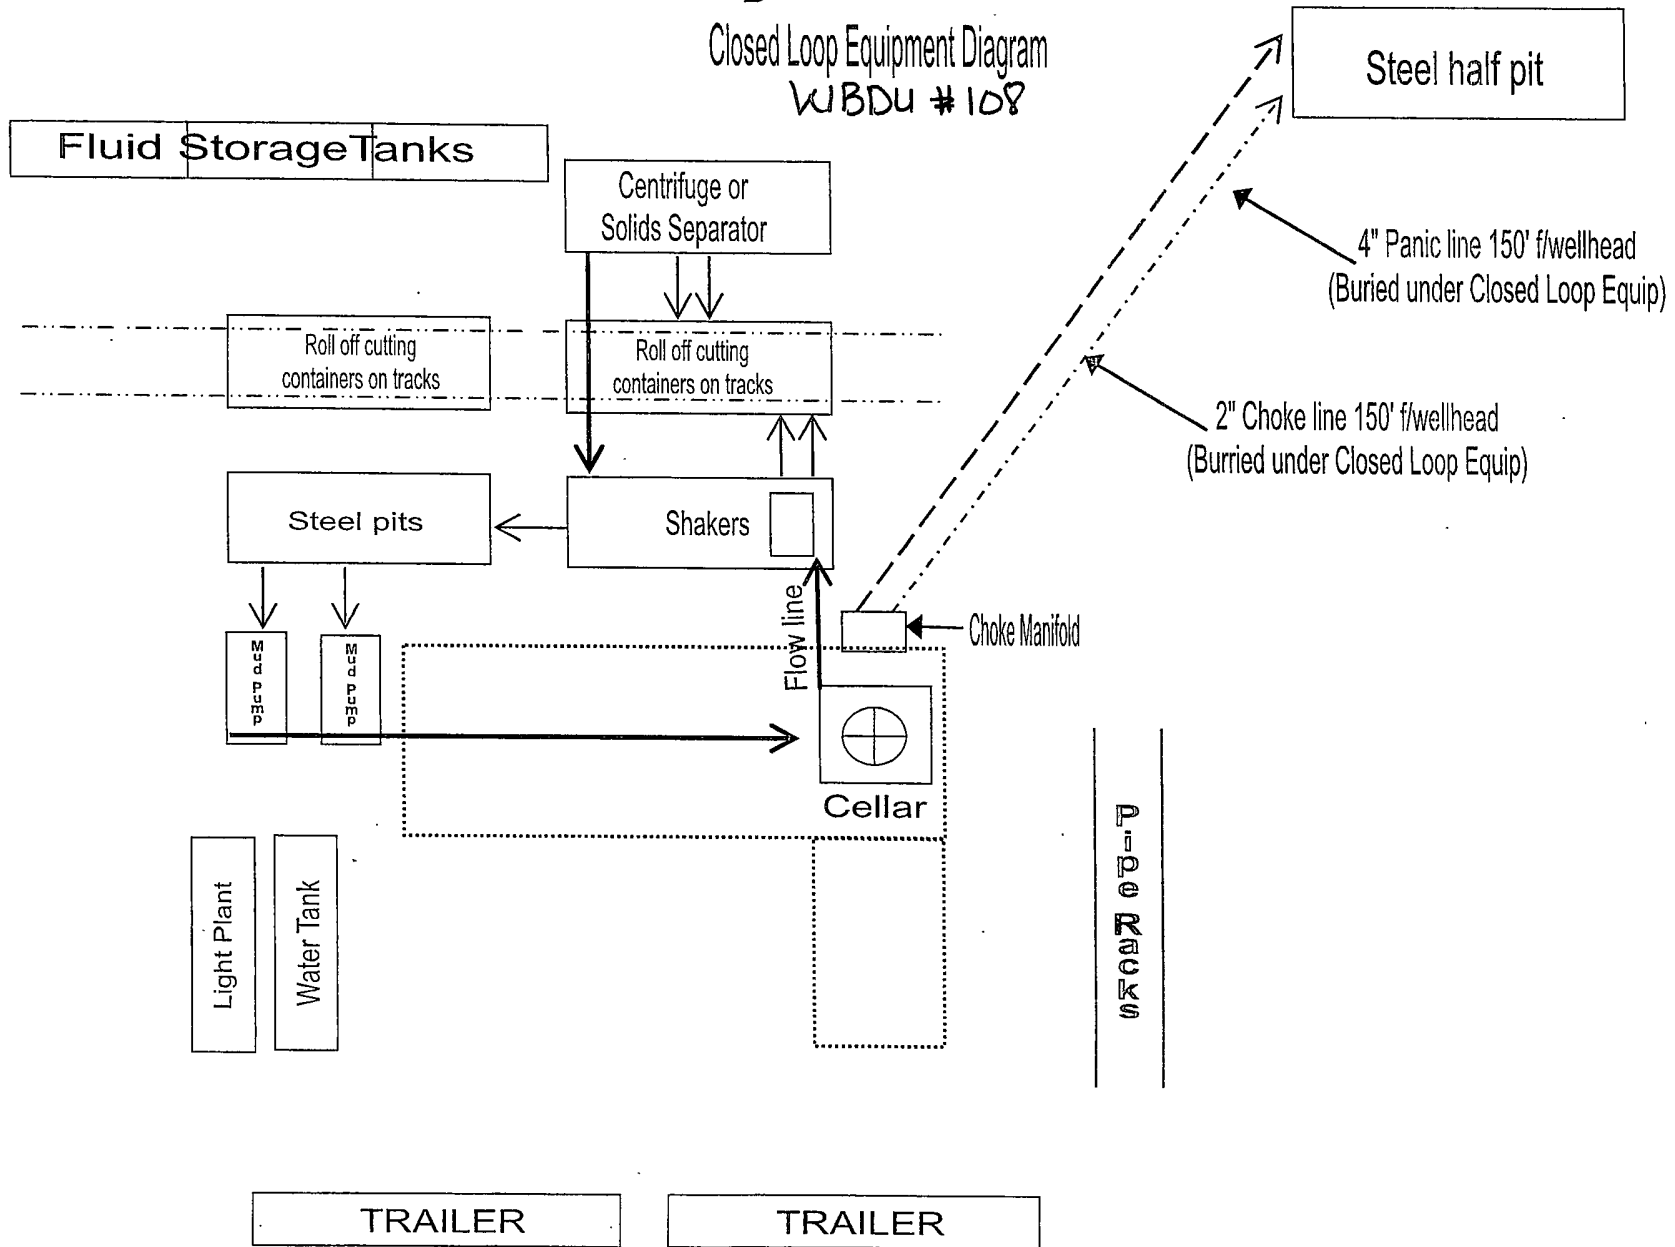 Closed Loop Equipment Diagram
WBDU #108
Steel half pit
Fluid StorageTanks
Centrifuge or
Solids Separator
4" Panic line 150' f/wellhead
(Buried under Closed Loop Equip)
Roll off cutting
containers on tracks
Roll off cutting
containers on tracks
2" Choke line 150' f/wellhead
(Burried under Closed Loop Equip)
Steel pits
Shakers
Flow line
Choke Manifold
Mud Pump
Mud Pump
Cellar
Pipe Racks
Light Plant
Water Tank
TRAILER
TRAILER